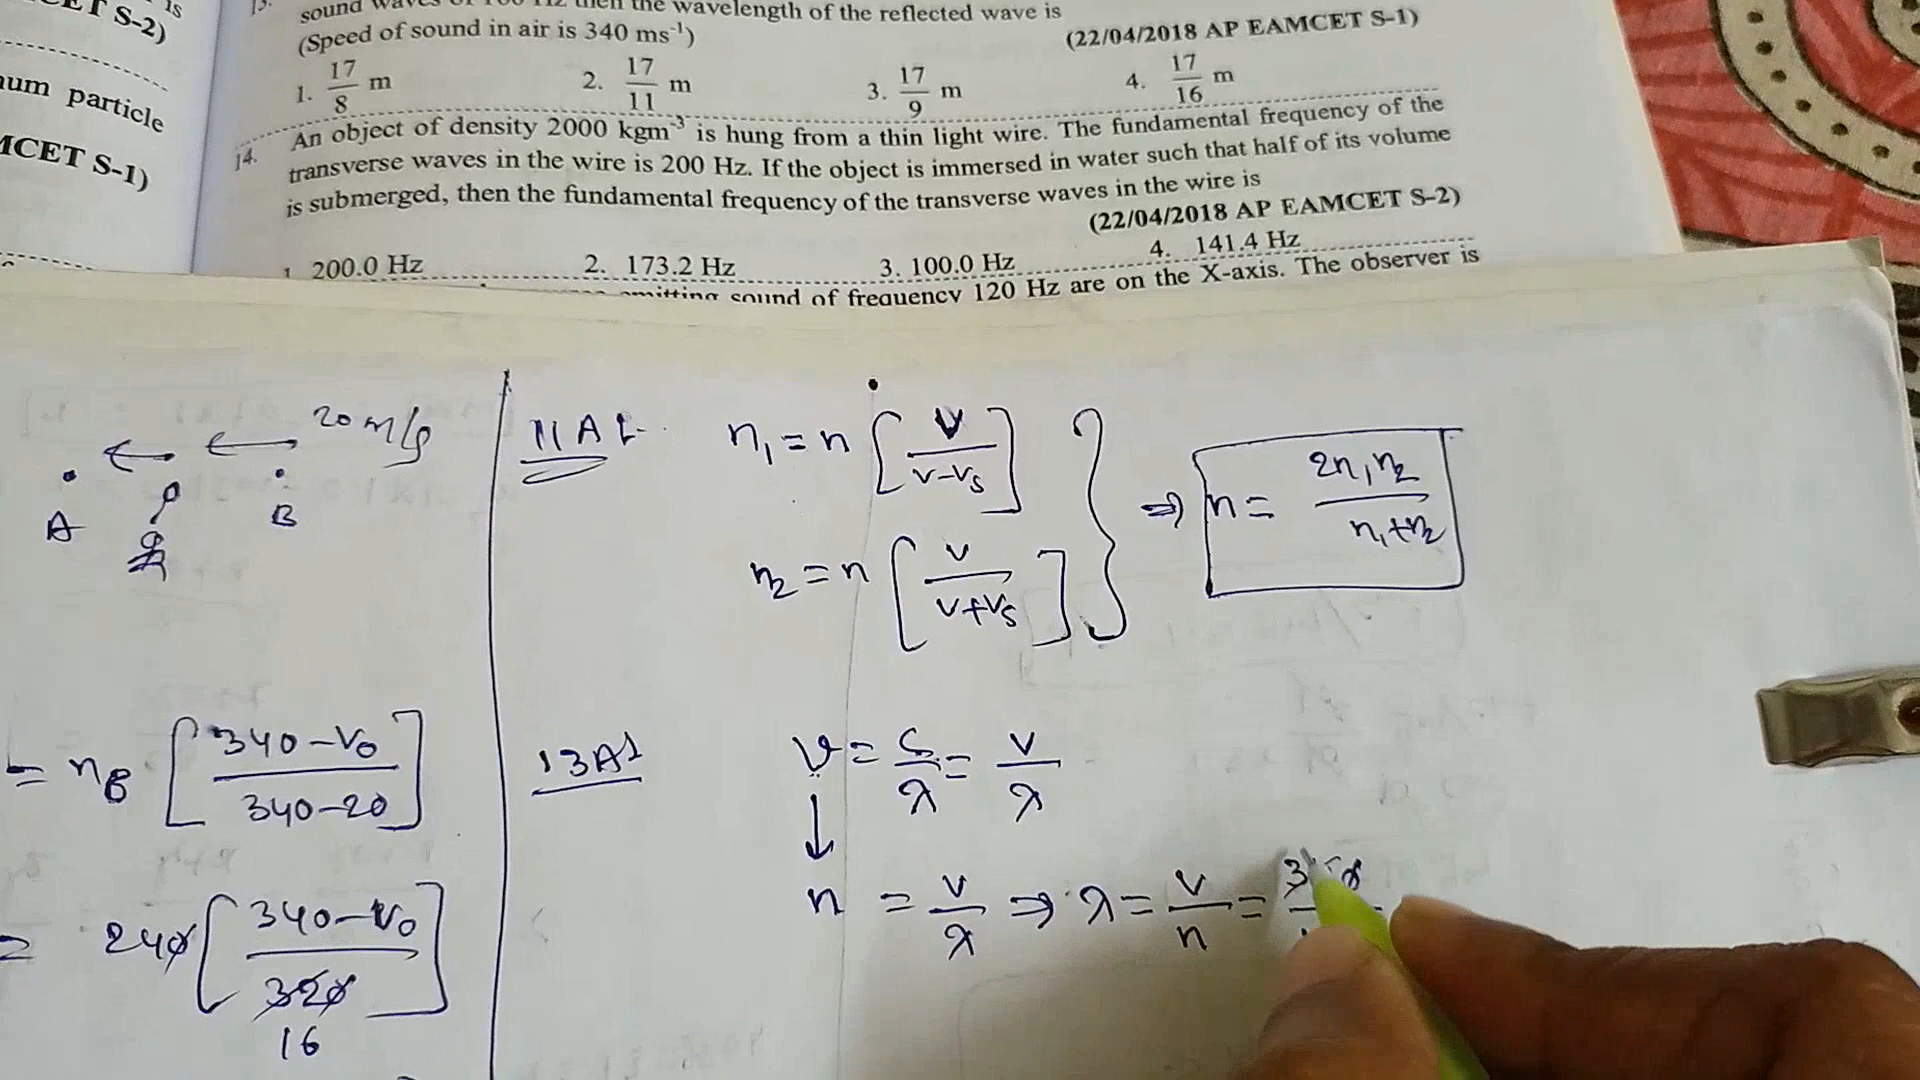 is
S-2)
num particle
MCET S-1)
sound waves of Hz then the wavelength of the reflected wave is
(Speed of sound in air is 340 ms⁻¹)
(22/04/2018 AP EAMCET S-1)
1. 17/8 m 2. 17/11 m 3. 17/9 m 4. 17/16 m
14. An object of density 2000 kgm⁻³ is hung from a thin light wire. The fundamental frequency of the
transverse waves in the wire is 200 Hz. If the object is immersed in water such that half of its volume
is submerged, then the fundamental frequency of the transverse waves in the wire is
(22/04/2018 AP EAMCET S-2)
1. 200.0 Hz 2. 173.2 Hz 3. 100.0 Hz 4. 141.4 Hz
emitting sound of frequency 120 Hz are on the X-axis. The observer is
20 m/s
A B
= nB [340-V₀ / 340-20]
= 240 [340-V₀ / 320]
16
11A
n₁ = n [v / v-vs]
n₂ = n [v / v+vs]
⇒ n = 2n₁n₂ / n₁+n₂
13A1
ν = c/λ = v/λ
↓
n = v/λ ⇒ λ = v/n =